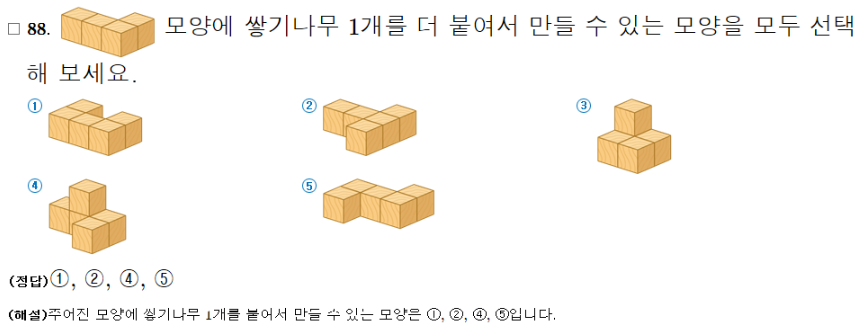 □ 88. 모양에 쌓기나무 1개를 더 붙여서 만들 수 있는 모양을 모두 선택
해 보세요.
① ② ③
④ ⑤
(정답)①, ②, ④, ⑤
(해설)주어진 모양에 쌓기나무 1개를 붙어서 만들 수 있는 모양은 ①, ②, ④, ⑤입니다.